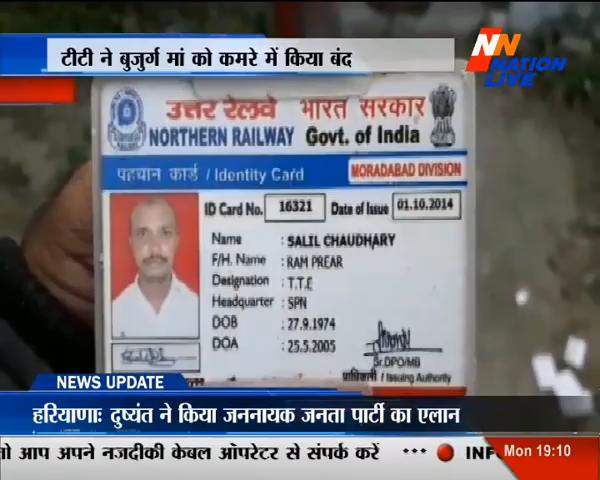 टीटी ने बुजुर्ग मां को कमरे में किया बंद
NATION
LIVE
उत्तर रेलवे भारत सरकार
NORTHERN RAILWAY Govt. of India
पहचान कार्ड / Identity Card
MORADABAD DIVISION
ID Card No. 16321 Date of Issue 01.10.2014
Name : SALIL CHAUDHARY
F/H. Name : RAM PREAR
Designation : T.T.E
Headquarter : SPN
DOB : 27.9.1974
DOA : 25.5.2005
Sr.DPO/MB
/ Issuing Authority
NEWS UPDATE
हरियाणाः दुष्यंत ने किया जननायक जनता पार्टी का एलान
तो आप अपने नजदीकी केबल ऑपरेटर से संपर्क करें ••• INF
Mon 19:10